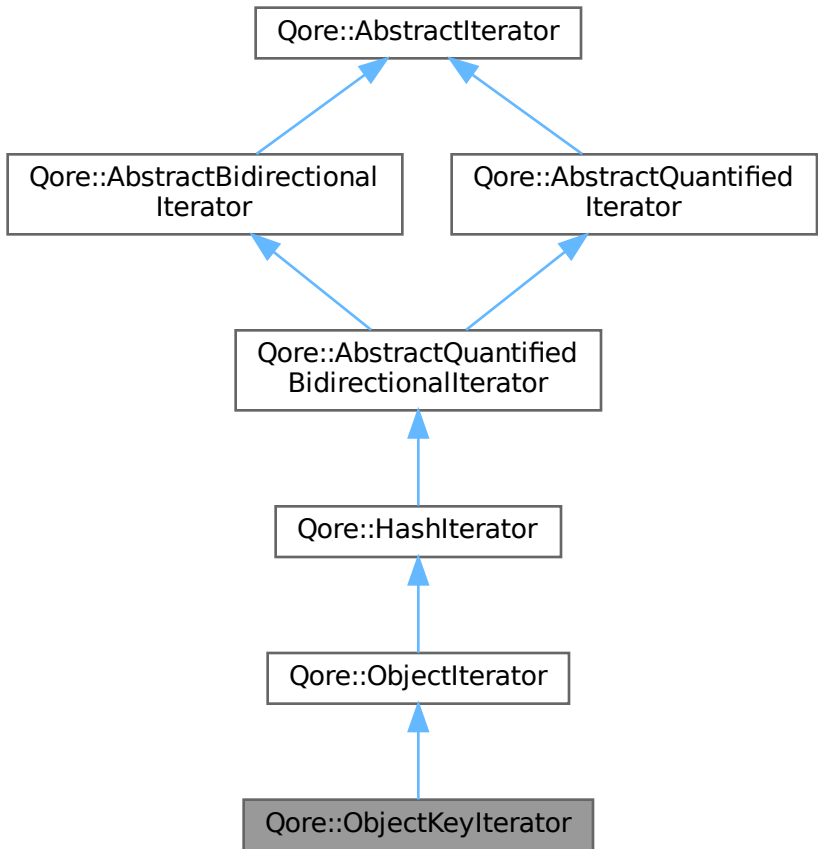 Qore::AbstractIterator
Qore::AbstractBidirectional
Iterator
Qore::AbstractQuantified
Iterator
Qore::AbstractQuantified
BidirectionalIterator
Qore::HashIterator
Qore::ObjectIterator
Qore::ObjectKeyIterator